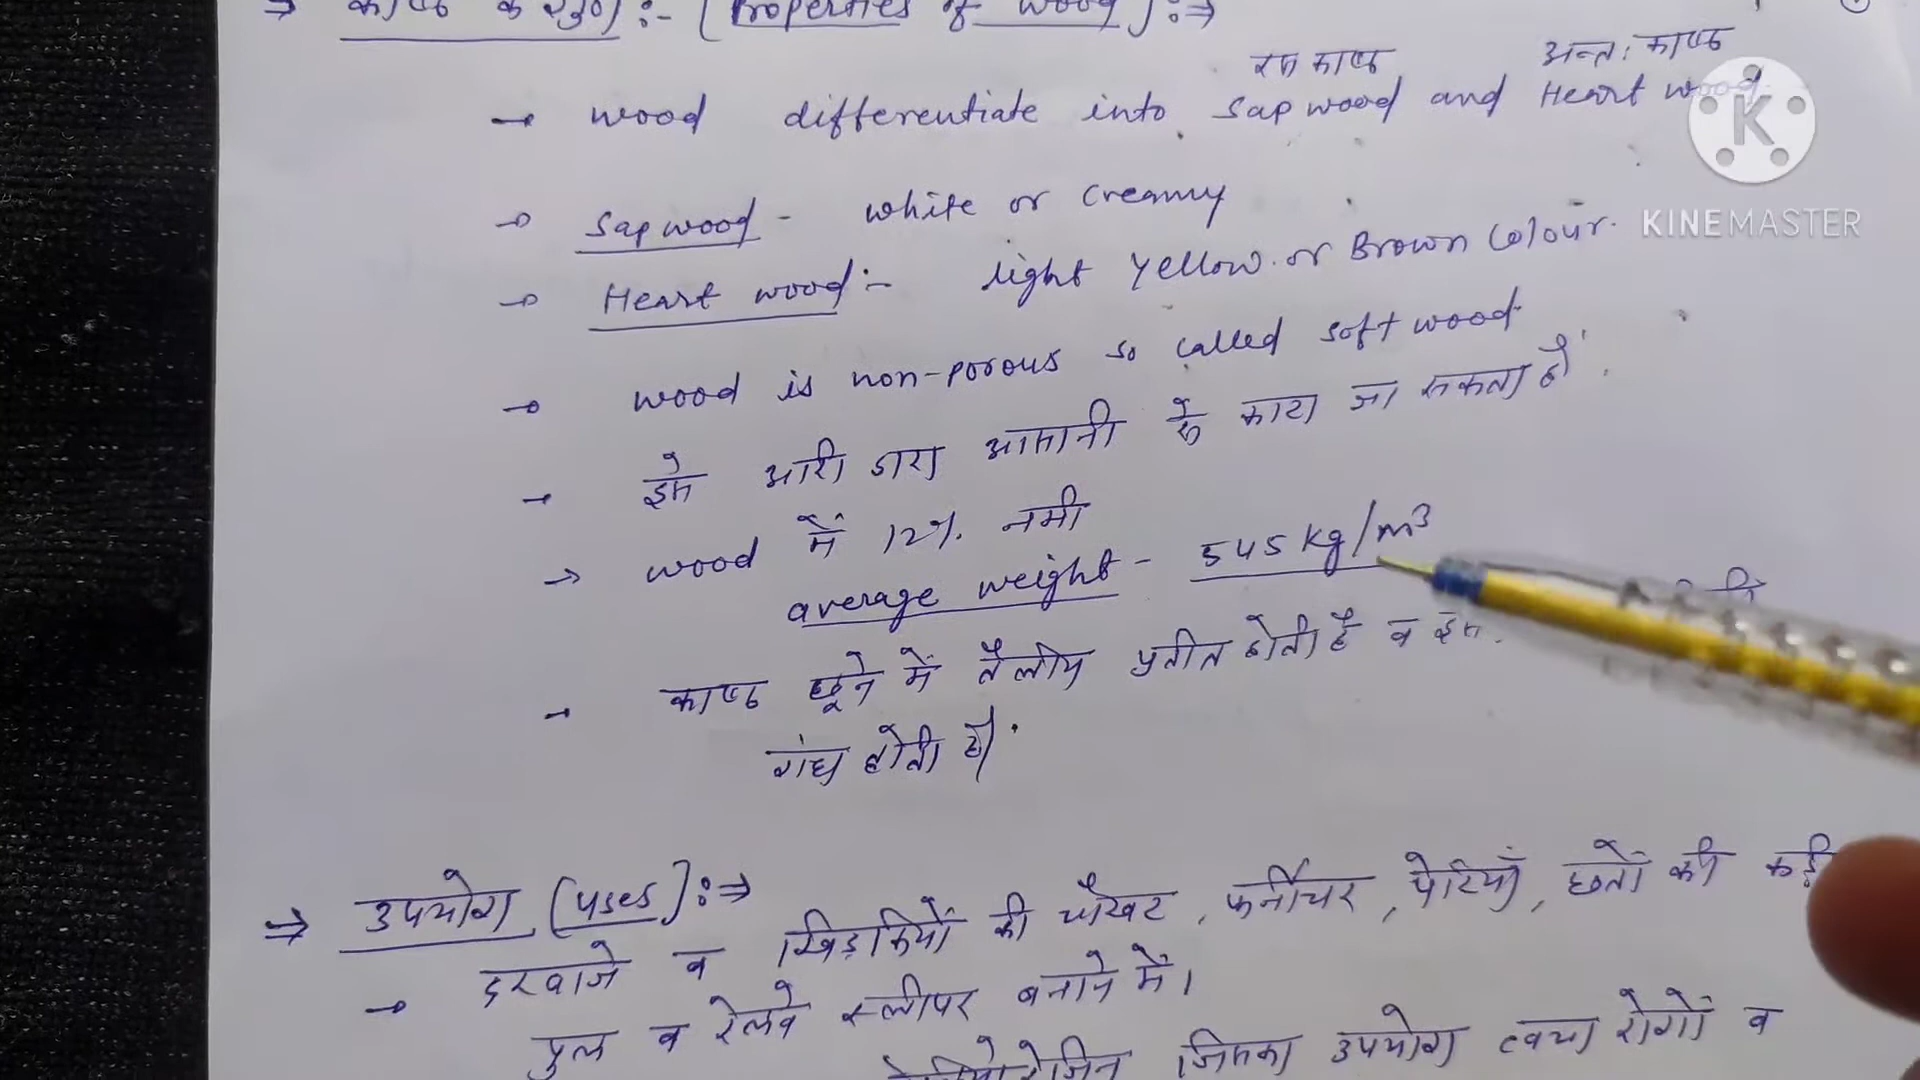 ⇒ काष्ठ के गुण :- [Properties of wood] :⇒
रस काष्ठ अन्त: काष्ठ
→ wood differentiate into Sap wood and Heart wood.
→ Sap wood - white or creamy
→ Heart wood :- light Yellow or Brown Colour.
→ wood is non-porous so called soft wood.
→ इसे आरी द्वारा आसानी से काटा जा सकता है।
→ wood में 12% नमी
average weight - 545 kg/m³
→ काष्ठ छूने में तैलीय प्रतीत होती है व इस
गंध होती है।
⇒ उपयोग [uses] :⇒
→ दरवाजे व खिड़कियों की चौखट, फर्नीचर, पेटियाँ, छतों की कड़ी
पुल व रेलवे स्लीपर बनाने में।
जिसका उपयोग त्वचा रोगों व
K
KINEMASTER